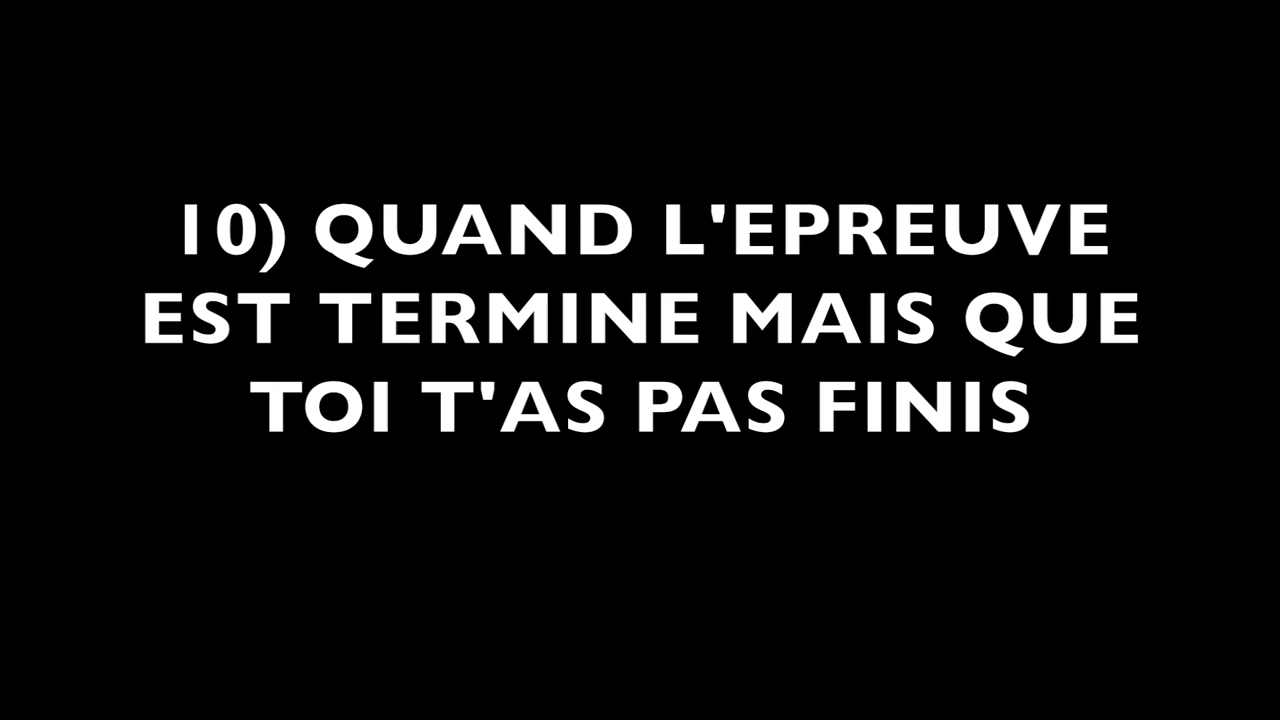 10) QUAND L'EPREUVE
EST TERMINE MAIS QUE
TOI T'AS PAS FINIS